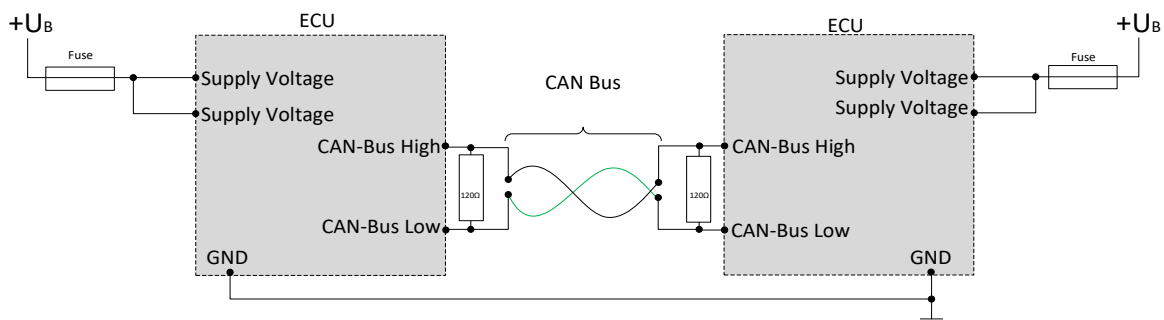 ECU
ECU
+UB
+UB
Fuse
Fuse
Supply Voltage
Supply Voltage
CAN Bus
Supply Voltage
Supply Voltage
CAN-Bus High
CAN-Bus High
120Ω
120Ω
CAN-Bus Low
CAN-Bus Low
GND
GND